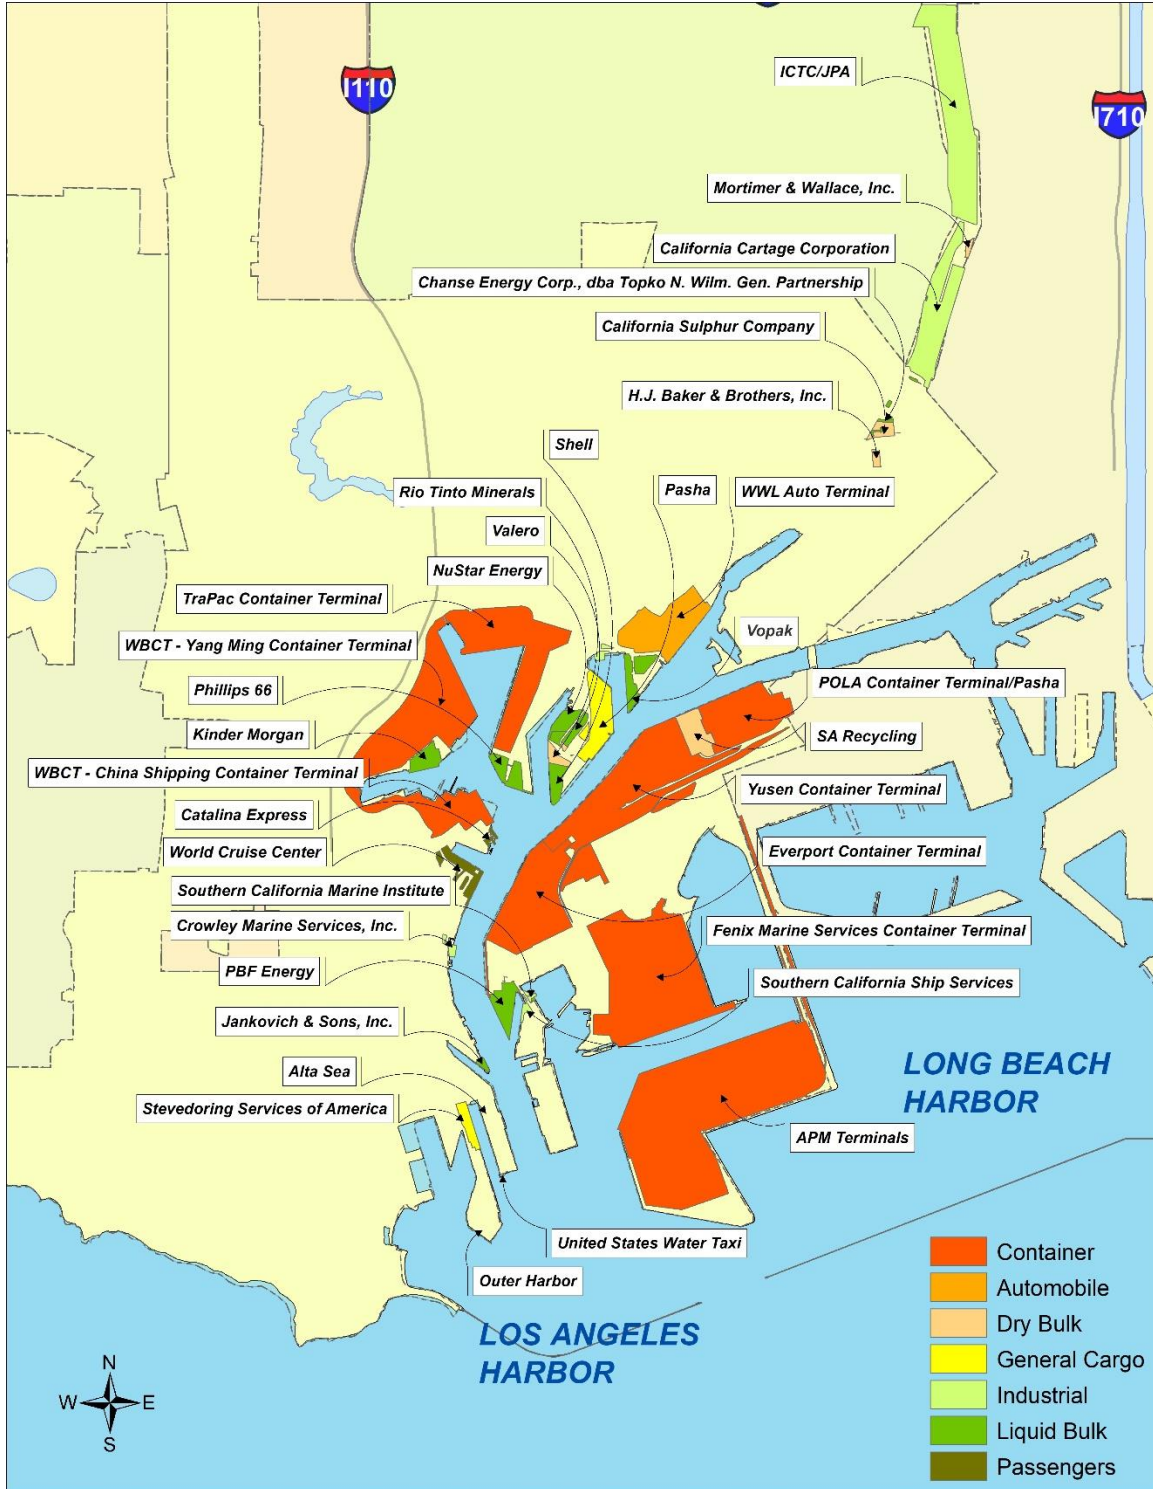 ICTC/JPA
I110
I710
Mortimer & Wallace, Inc.
California Cartage Corporation
Chanse Energy Corp., dba Topko N. Wilm. Gen. Partnership
California Sulphur Company
H.J. Baker & Brothers, Inc.
Shell
Rio Tinto Minerals
Pasha
WWL Auto Terminal
Valero
NuStar Energy
TraPac Container Terminal
Vopak
WBCT - Yang Ming Container Terminal
POLA Container Terminal/Pasha
Phillips 66
Kinder Morgan
SA Recycling
WBCT - China Shipping Container Terminal
Yusen Container Terminal
Catalina Express
World Cruise Center
Everport Container Terminal
Southern California Marine Institute
Crowley Marine Services, Inc.
Fenix Marine Services Container Terminal
PBF Energy
Southern California Ship Services
Jankovich & Sons, Inc.
Alta Sea
LONG BEACH
HARBOR
Stevedoring Services of America
APM Terminals
United States Water Taxi
Outer Harbor
LOS ANGELES
HARBOR
N
W
E
S
Container
Automobile
Dry Bulk
General Cargo
Industrial
Liquid Bulk
Passengers